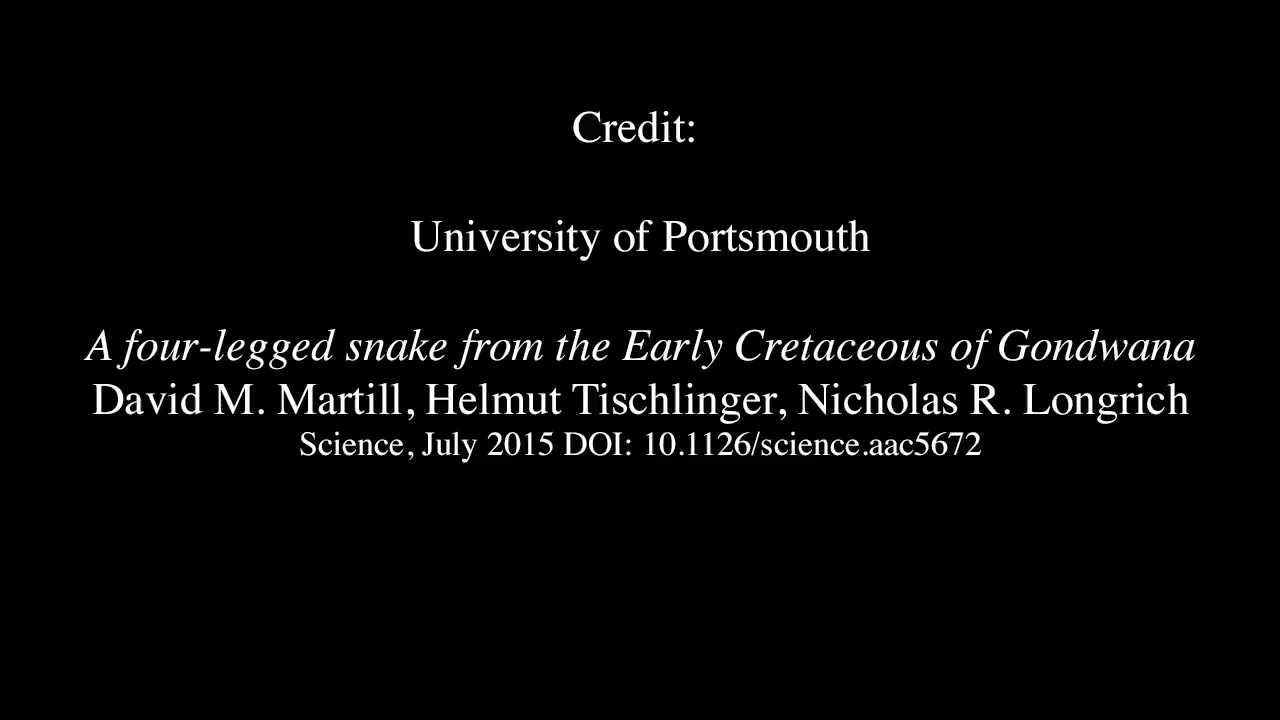 Credit:
University of Portsmouth
A four-legged snake from the Early Cretaceous of Gondwana
David M. Martill, Helmut Tischlinger, Nicholas R. Longrich
Science, July 2015 DOI: 10.1126/science.aac5672